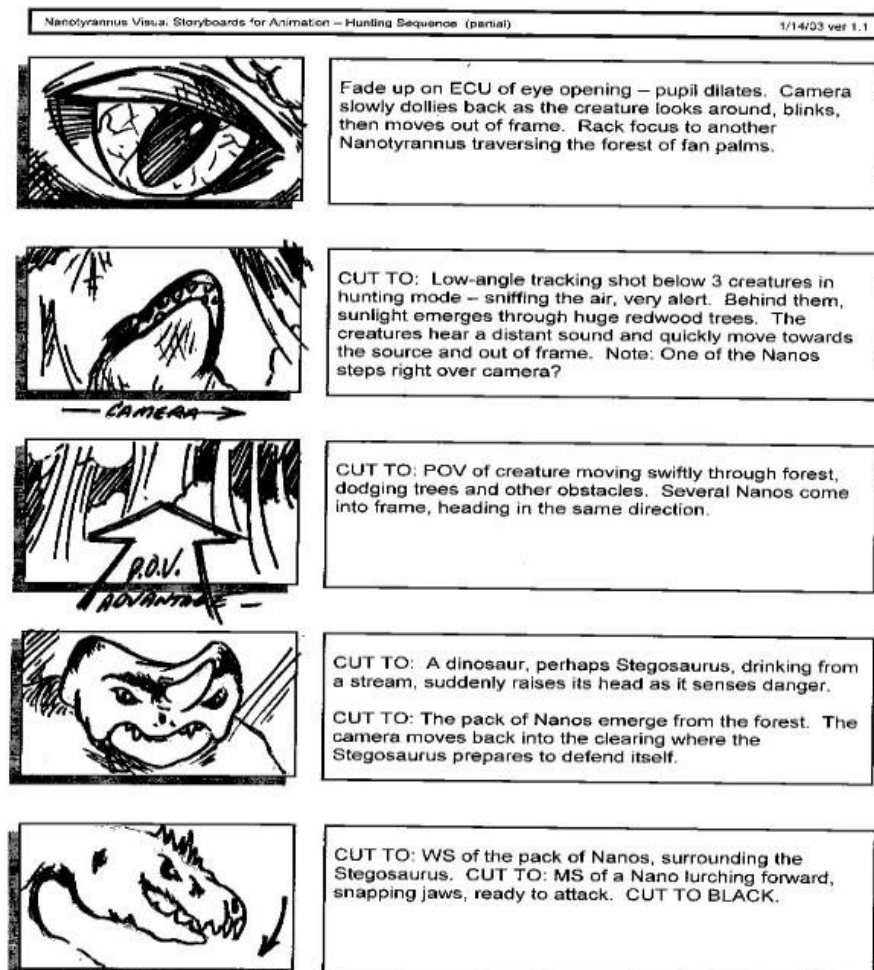 Nanotyrannus Visual Storyboards for Animation – Hunting Sequence (partial)
1/14/03 ver 1.1
Fade up on ECU of eye opening – pupil dilates. Camera
slowly dollies back as the creature looks around, blinks,
then moves out of frame. Rack focus to another
Nanotyrannus traversing the forest of fan palms.
CUT TO: Low-angle tracking shot below 3 creatures in
hunting mode – sniffing the air, very alert. Behind them,
sunlight emerges through huge redwood trees. The
creatures hear a distant sound and quickly move towards
the source and out of frame. Note: One of the Nanos
steps right over camera?
CAMERA
CUT TO: POV of creature moving swiftly through forest,
dodging trees and other obstacles. Several Nanos come
into frame, heading in the same direction.
P.O.V.
ADVANTAGE
CUT TO: A dinosaur, perhaps Stegosaurus, drinking from
a stream, suddenly raises its head as it senses danger.
CUT TO: The pack of Nanos emerge from the forest. The
camera moves back into the clearing where the
Stegosaurus prepares to defend itself.
CUT TO: WS of the pack of Nanos, surrounding the
Stegosaurus. CUT TO: MS of a Nano lurching forward,
snapping jaws, ready to attack. CUT TO BLACK.